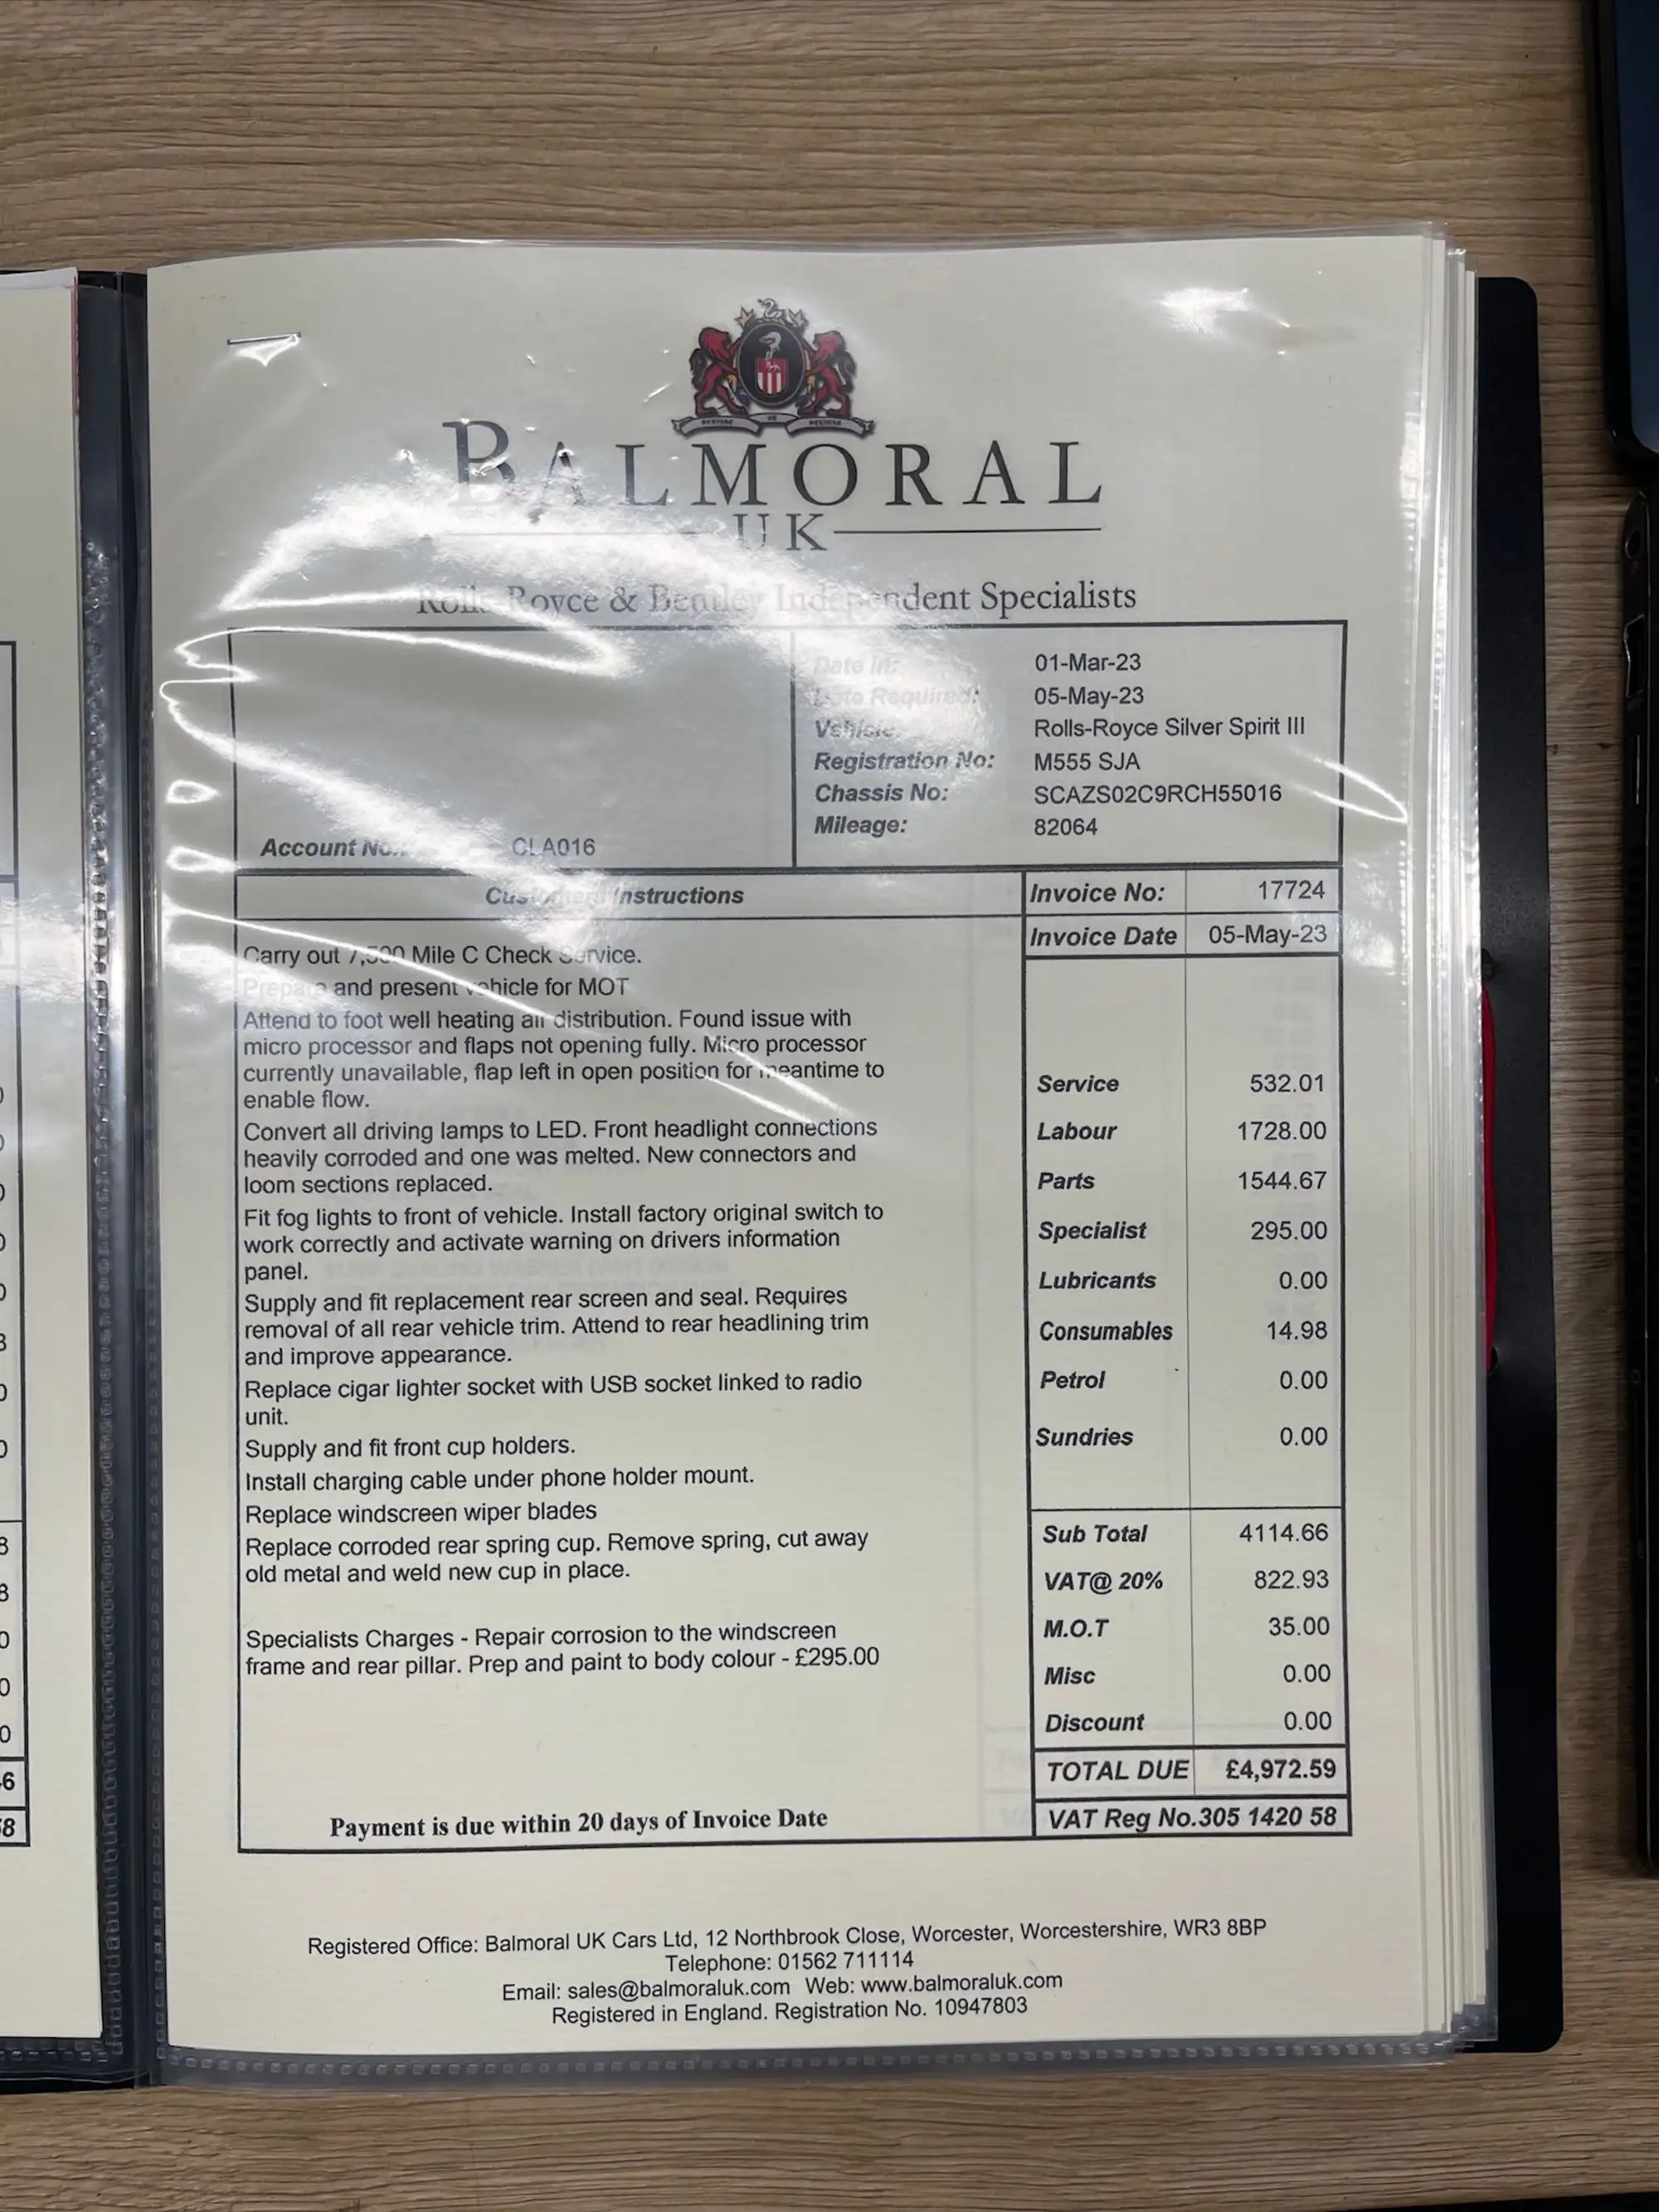 BALMORAL
UK
Rolls Royce & Bentley Independent Specialists
Date In: 01-Mar-23
Date Required: 05-May-23
Vehicle: Rolls-Royce Silver Spirit III
Registration No: M555 SJA
Chassis No: SCAZS02C9RCH55016
Mileage: 82064
Account No: CLA016
Customer Instructions
Invoice No: 17724
Invoice Date 05-May-23
Carry out 7,500 Mile C Check Service.
Prepare and present vehicle for MOT
Attend to foot well heating air distribution. Found issue with
micro processor and flaps not opening fully. Micro processor
currently unavailable, flap left in open position for meantime to
enable flow.
Convert all driving lamps to LED. Front headlight connections
heavily corroded and one was melted. New connectors and
loom sections replaced.
Fit fog lights to front of vehicle. Install factory original switch to
work correctly and activate warning on drivers information
panel.
Supply and fit replacement rear screen and seal. Requires
removal of all rear vehicle trim. Attend to rear headlining trim
and improve appearance.
Replace cigar lighter socket with USB socket linked to radio
unit.
Supply and fit front cup holders.
Install charging cable under phone holder mount.
Replace windscreen wiper blades
Replace corroded rear spring cup. Remove spring, cut away
old metal and weld new cup in place.
Specialists Charges - Repair corrosion to the windscreen
frame and rear pillar. Prep and paint to body colour - £295.00
Payment is due within 20 days of Invoice Date
Service 532.01
Labour 1728.00
Parts 1544.67
Specialist 295.00
Lubricants 0.00
Consumables 14.98
Petrol 0.00
Sundries 0.00
Sub Total 4114.66
VAT@ 20% 822.93
M.O.T 35.00
Misc 0.00
Discount 0.00
TOTAL DUE £4,972.59
VAT Reg No.305 1420 58
Registered Office: Balmoral UK Cars Ltd, 12 Northbrook Close, Worcester, Worcestershire, WR3 8BP
Telephone: 01562 711114
Email: sales@balmoraluk.com Web: www.balmoraluk.com
Registered in England. Registration No. 10947803